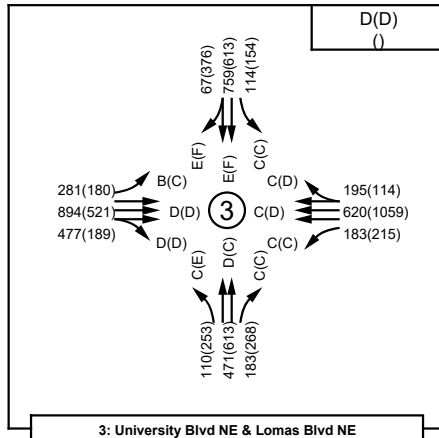 D(D)
()
67(376)
759(613)
114(154)
E(F)
E(F)
C(C)
B(C)
C(D)
281(180)
894(521)
477(189)
D(D)
3
C(D)
195(114)
620(1059)
183(215)
D(D)
C(C)
C(E)
D(C)
C(C)
110(253)
471(613)
183(268)
3: University Blvd NE & Lomas Blvd NE